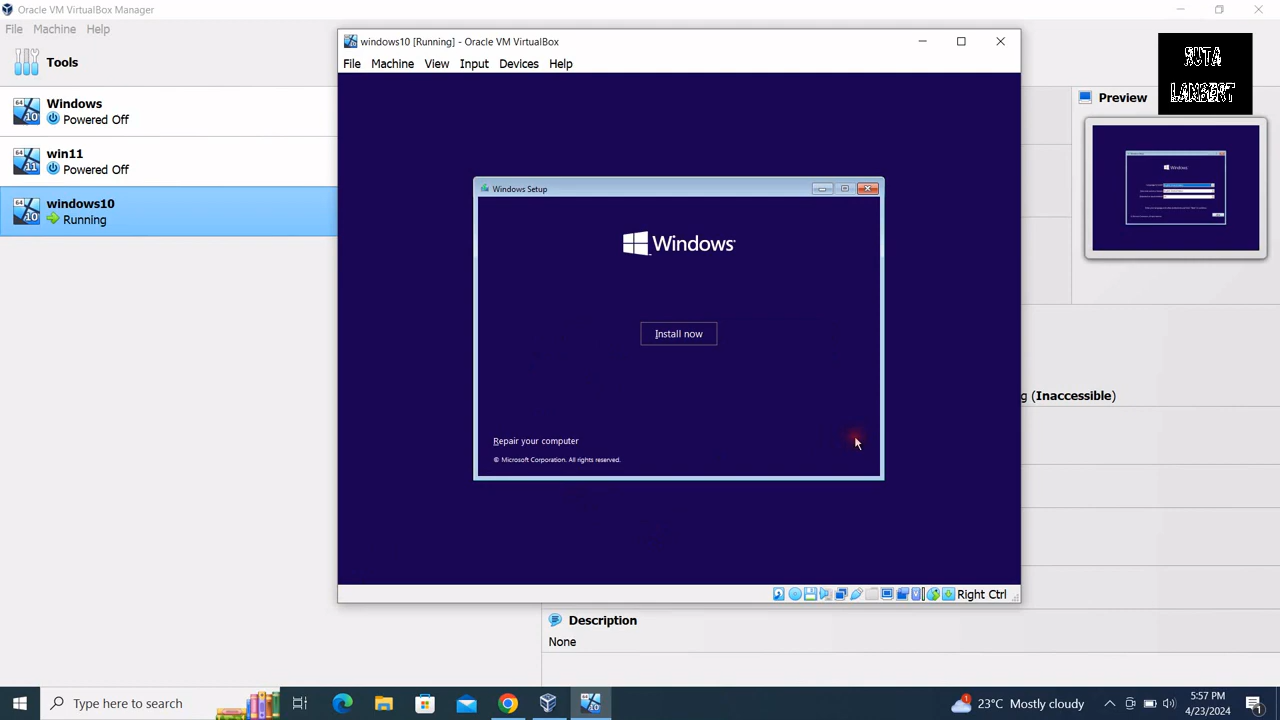 Oracle VM VirtualBox Manager
File Machine Help
Tools
Windows
Powered Off
win11
Powered Off
windows10
Running
windows10 [Running] - Oracle VM VirtualBox
File Machine View Input Devices Help
Windows Setup
Windows
Install now
Repair your computer
© Microsoft Corporation. All rights reserved.
Right Ctrl
RUTA
LAMBERT
Preview
g (Inaccessible)
Description
None
Type here to search
23°C Mostly cloudy
5:57 PM
4/23/2024